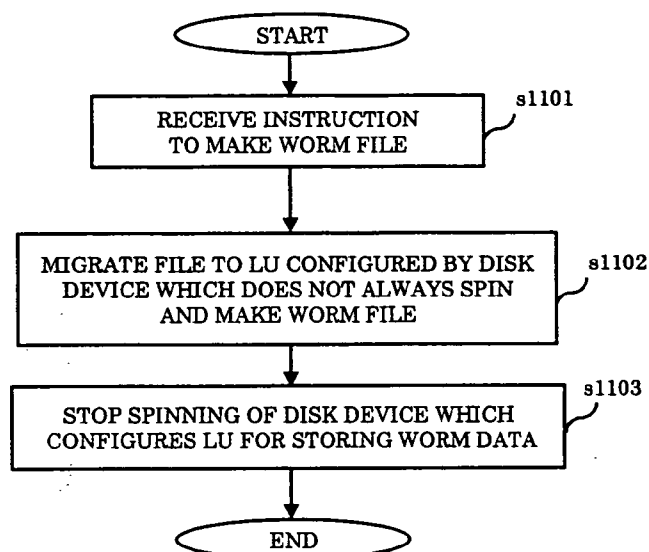 START
s1101
RECEIVE INSTRUCTION
TO MAKE WORM FILE
s1102
MIGRATE FILE TO LU CONFIGURED BY DISK
DEVICE WHICH DOES NOT ALWAYS SPIN
AND MAKE WORM FILE
s1103
STOP SPINNING OF DISK DEVICE WHICH
CONFIGURES LU FOR STORING WORM DATA
END